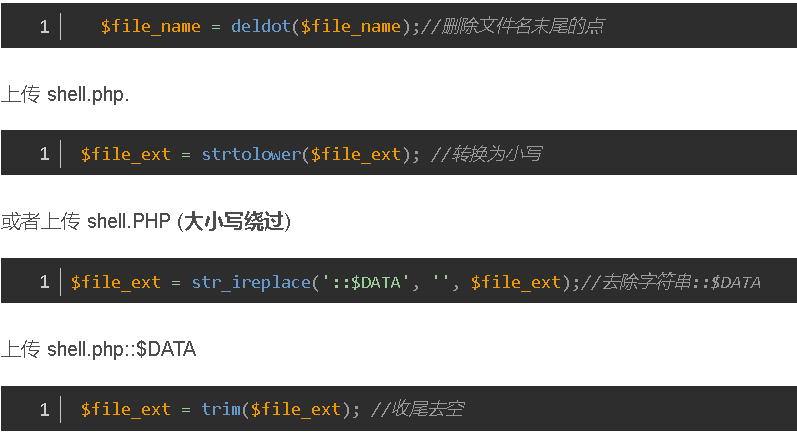 1 $file_name = deldot($file_name);//删除文件名末尾的点
上传 shell.php.
1 $file_ext = strtolower($file_ext); //转换为小写
或者上传 shell.PHP (大小写绕过)
1 $file_ext = str_ireplace('::$DATA', '', $file_ext);//去除字符串::$DATA
上传 shell.php::$DATA
1 $file_ext = trim($file_ext); //收尾去空